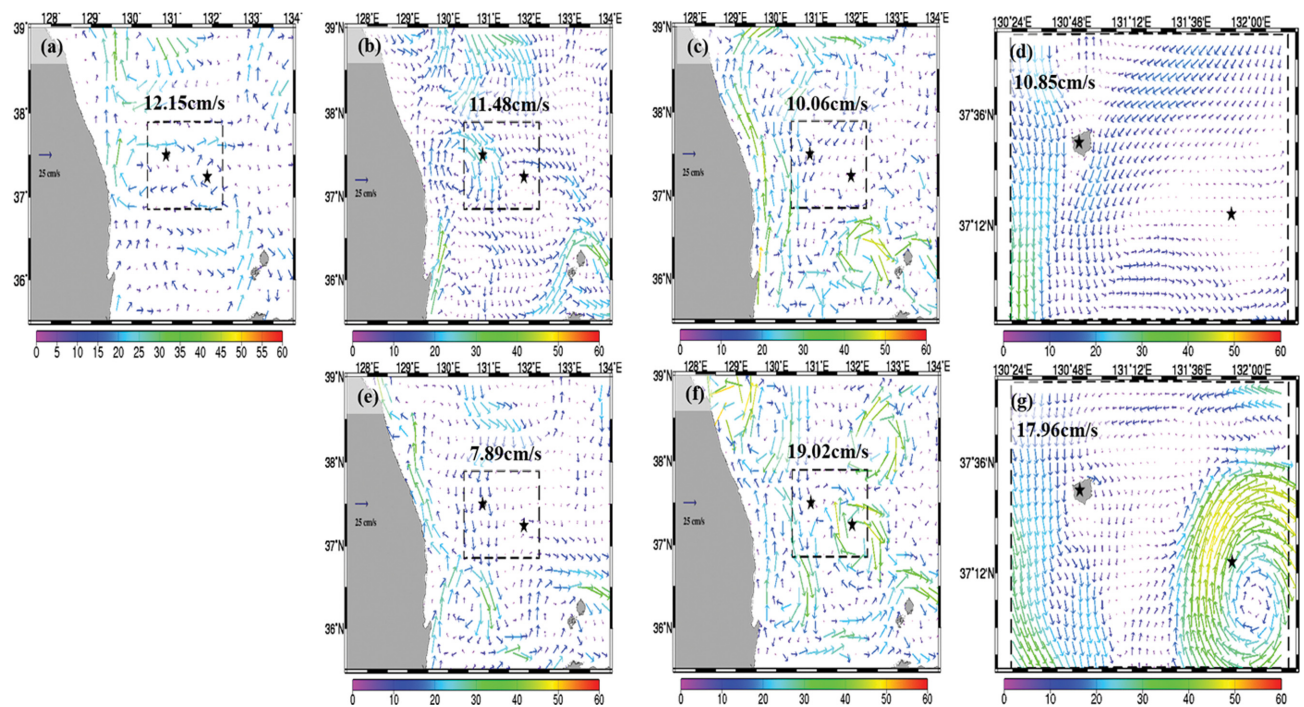 128˚ 129˚ 130˚ 131˚ 132˚ 133˚ 134˚
(a)
39˚
38˚
37˚
36˚
12.15cm/s
25 cm/s
0 5 10 15 20 25 30 35 40 45 50 55 60
128˚E 129˚E 130˚E 131˚E 132˚E 133˚E 134˚E
(b)
39˚N
38˚N
37˚N
36˚N
11.48cm/s
25 cm/s
0 10 20 30 40 50 60
128˚E 129˚E 130˚E 131˚E 132˚E 133˚E 134˚E
(c)
39˚N
38˚N
37˚N
36˚N
10.06cm/s
25 cm/s
0 10 20 30 40 50 60
130˚24'E 130˚48'E 131˚12'E 131˚36'E 132˚00'E
(d)
10.85cm/s
37˚36'N
37˚12'N
0 10 20 30 40 50 60
128˚E 129˚E 130˚E 131˚E 132˚E 133˚E 134˚E
(e)
39˚N
38˚N
37˚N
36˚N
7.89cm/s
25 cm/s
0 10 20 30 40 50 60
128˚E 129˚E 130˚E 131˚E 132˚E 133˚E 134˚E
(f)
39˚N
38˚N
37˚N
36˚N
19.02cm/s
25 cm/s
0 10 20 30 40 50 60
130˚24'E 130˚48'E 131˚12'E 131˚36'E 132˚00'E
(g)
17.96cm/s
37˚36'N
37˚12'N
0 10 20 30 40 50 60